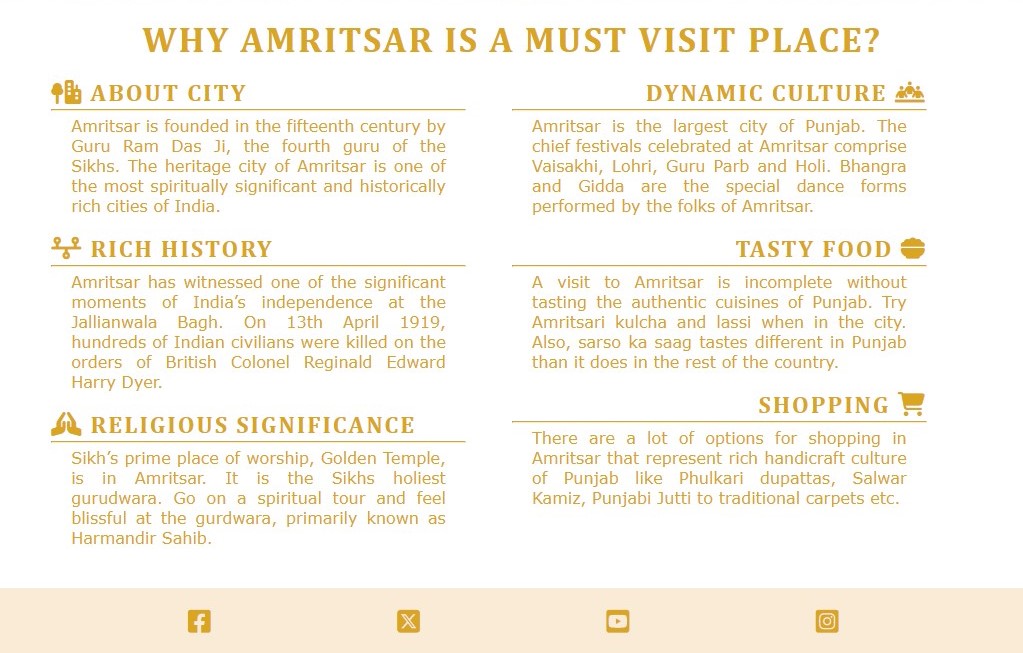 WHY AMRITSAR IS A MUST VISIT PLACE?
ABOUT CITY
Amritsar is founded in the fifteenth century by
Guru Ram Das Ji, the fourth guru of the
Sikhs. The heritage city of Amritsar is one of
the most spiritually significant and historically
rich cities of India.
RICH HISTORY
Amritsar has witnessed one of the significant
moments of India's independence at the
Jallianwala Bagh. On 13th April 1919,
hundreds of Indian civilians were killed on the
orders of British Colonel Reginald Edward
Harry Dyer.
RELIGIOUS SIGNIFICANCE
Sikh's prime place of worship, Golden Temple,
is in Amritsar. It is the Sikhs holiest
gurudwara. Go on a spiritual tour and feel
blissful at the gurdwara, primarily known as
Harmandir Sahib.
DYNAMIC CULTURE
Amritsar is the largest city of Punjab. The
chief festivals celebrated at Amritsar comprise
Vaisakhi, Lohri, Guru Parb and Holi. Bhangra
and Gidda are the special dance forms
performed by the folks of Amritsar.
TASTY FOOD
A visit to Amritsar is incomplete without
tasting the authentic cuisines of Punjab. Try
Amritsari kulcha and lassi when in the city.
Also, sarso ka saag tastes different in Punjab
than it does in the rest of the country.
SHOPPING
There are a lot of options for shopping in
Amritsar that represent rich handicraft culture
of Punjab like Phulkari dupattas, Salwar
Kamiz, Punjabi Jutti to traditional carpets etc.